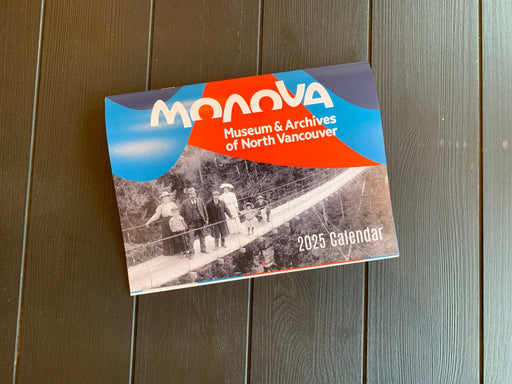 MONOVA
Museum & Archives
of North Vancouver
2025 Calendar